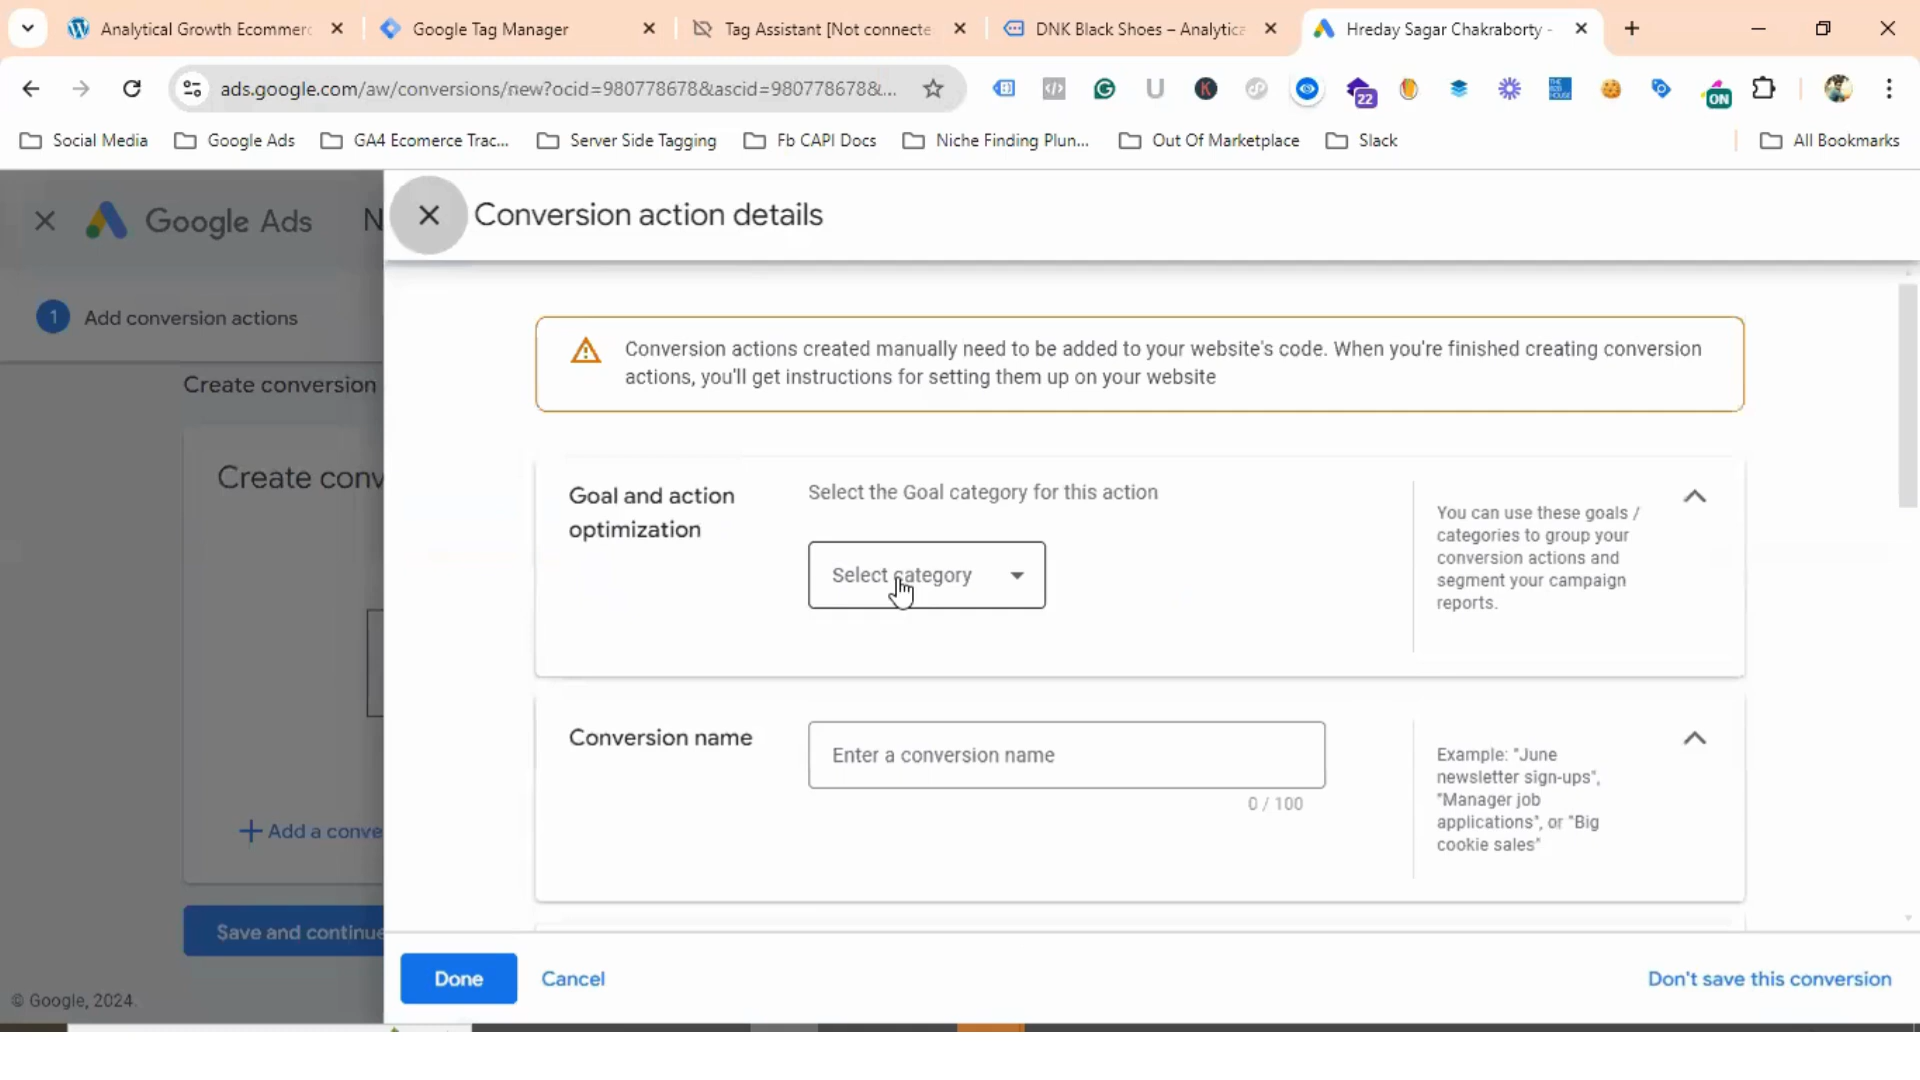 Analytical Growth Ecommerc
Google Tag Manager
Tag Assistant [Not connecte
DNK Black Shoes – Analytica
Hreday Sagar Chakraborty -
ads.google.com/aw/conversions/new?ocid=980778678&ascid=980778678&...
22
ON
Social Media
Google Ads
GA4 Ecomerce Trac...
Server Side Tagging
Fb CAPI Docs
Niche Finding Plun...
Out Of Marketplace
Slack
All Bookmarks
Google Ads
N
Conversion action details
1 Add conversion actions
Conversion actions created manually need to be added to your website's code. When you're finished creating conversion
actions, you'll get instructions for setting them up on your website
Create conversion
Create conv
Goal and action
optimization
Select the Goal category for this action
Select category
You can use these goals /
categories to group your
conversion actions and
segment your campaign
reports.
Conversion name
Enter a conversion name
0 / 100
Example: "June
newsletter sign-ups",
"Manager job
applications", or "Big
cookie sales"
+ Add a conve
Save and continue
Done
Cancel
Don't save this conversion
© Google, 2024.